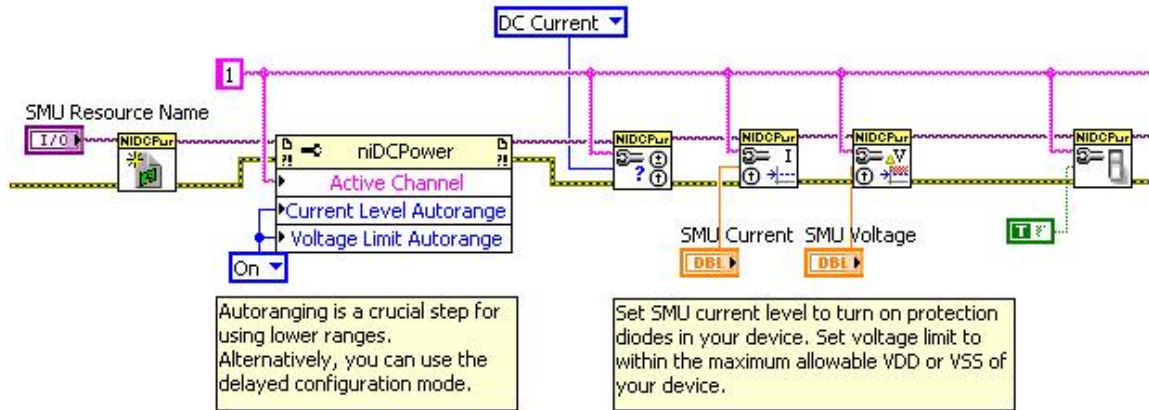 DC Current
1
SMU Resource Name
I/O
NIDCPwr
niDCPower
Active Channel
Current Level Autorange
Voltage Limit Autorange
On
NIDCPwr
?
NIDCPwr
I
NIDCPwr
V
NIDCPwr
SMU Current
SMU Voltage
DBL
DBL
T F
Autoranging is a crucial step for
using lower ranges.
Alternatively, you can use the
delayed configuration mode.
Set SMU current level to turn on protection
diodes in your device. Set voltage limit to
within the maximum allowable VDD or VSS of
your device.